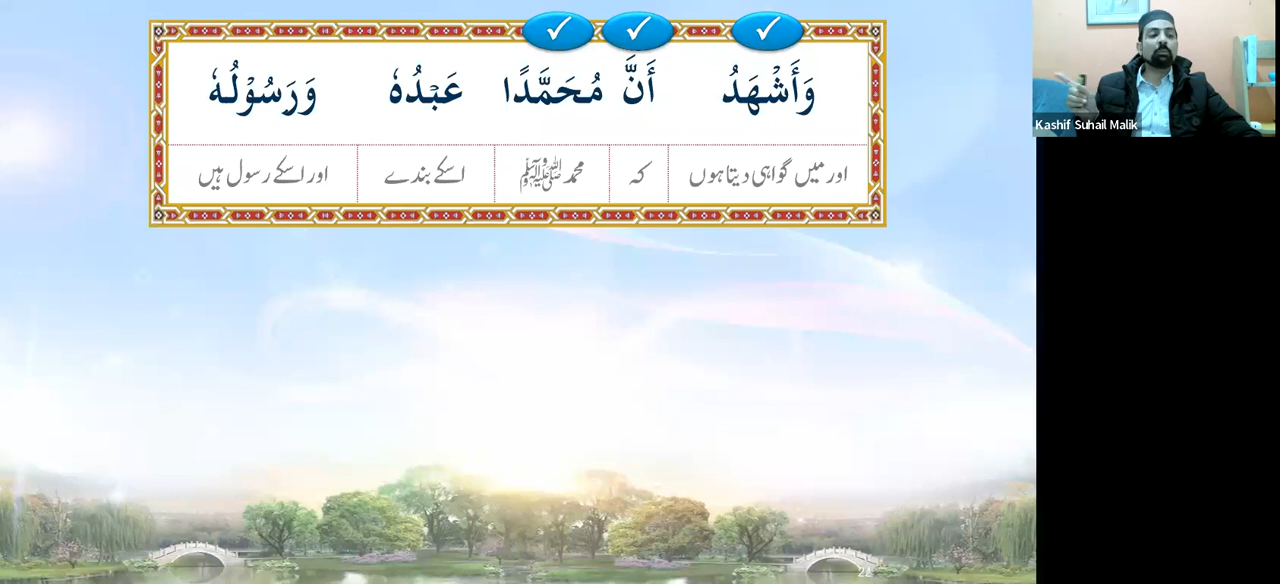 وَأَشْهَدُ أَنَّ مُحَمَّدًا عَبْدُهٗ وَرَسُوْلُهٗ
اور میں گواہی دیتا ہوں کہ محمد ﷺ اسکے بندے اور اسکے رسول ہیں
Kashif Suhail Malik